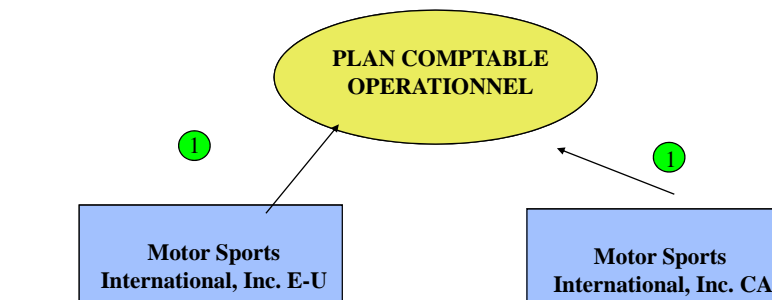 PLAN COMPTABLE
OPERATIONNEL
1
1
Motor Sports
International, Inc. E-U
Motor Sports
International, Inc. CA